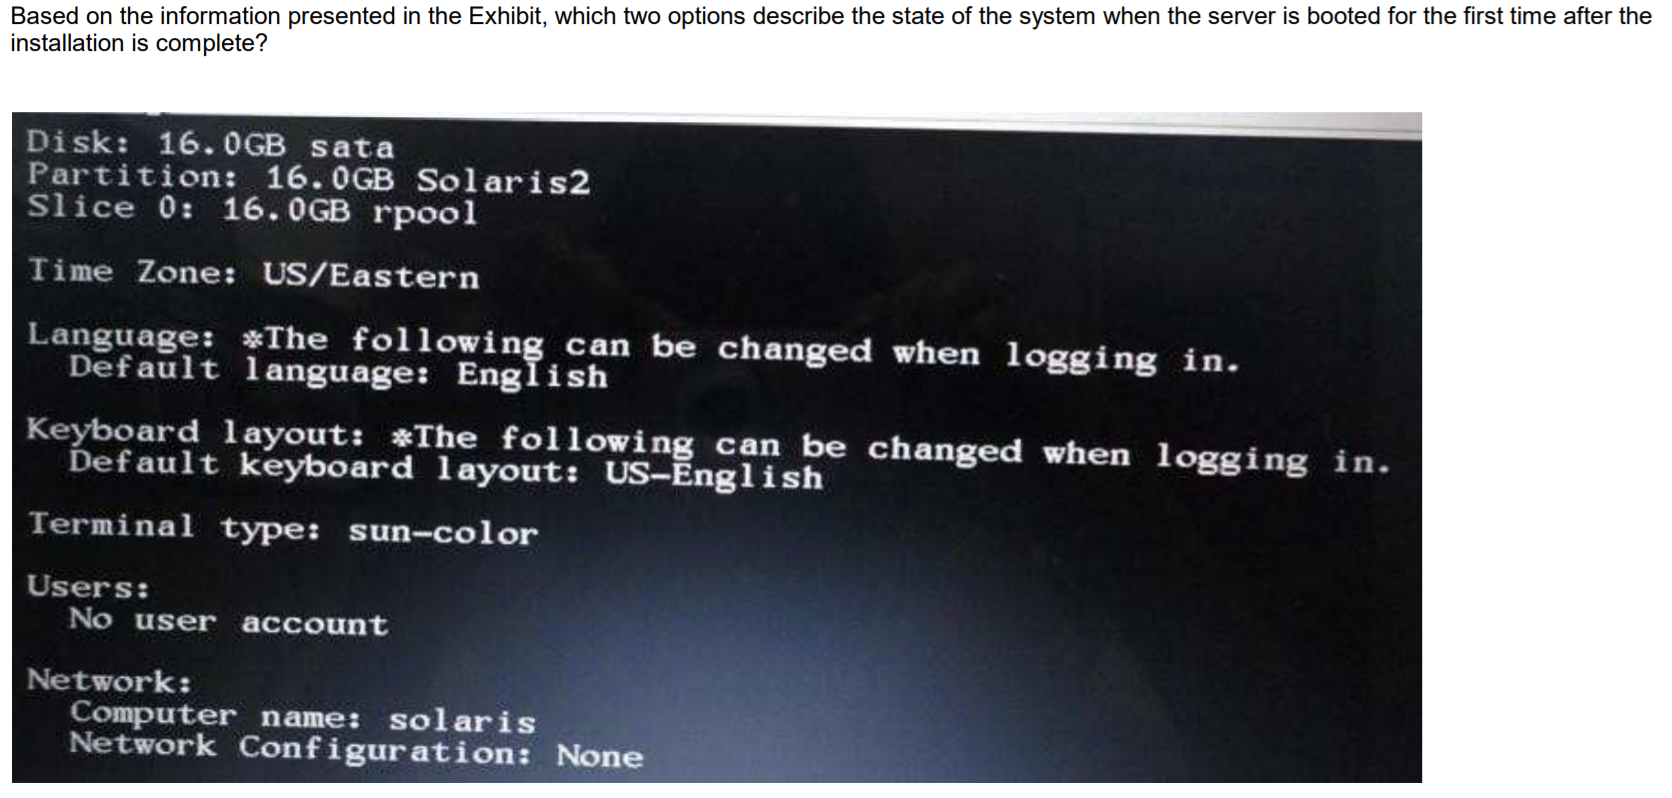 Based on the information presented in the Exhibit, which two options describe the state of the system when the server is booted for the first time after the
installation is complete?
Disk: 16.0GB sata
Partition: 16.0GB Solaris2
Slice 0: 16.0GB rpool
Time Zone: US/Eastern
Language: *The following can be changed when logging in.
Default language: English
Keyboard layout: *The following can be changed when logging in.
Default keyboard layout: US-English
Terminal type: sun-color
Users:
No user account
Network:
Computer name: solaris
Network Configuration: None